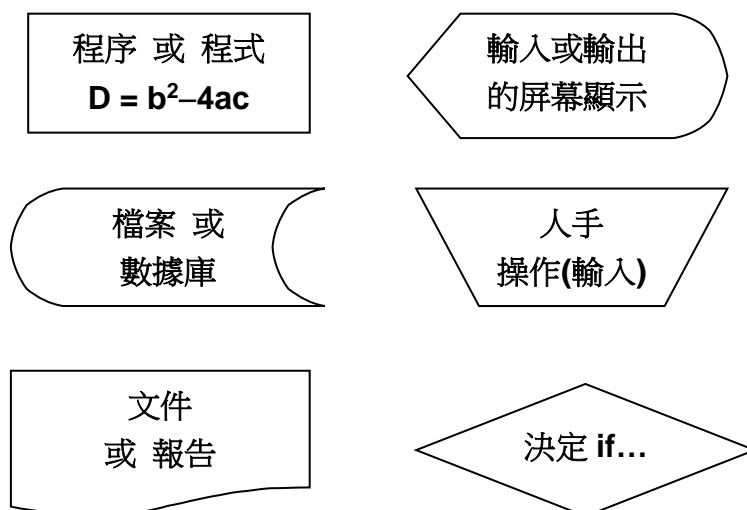 程序 或 程式
D = b²–4ac
輸入或輸出
的屏幕顯示
檔案 或
數據庫
人手
操作(輸入)
文件
或 報告
決定 if…